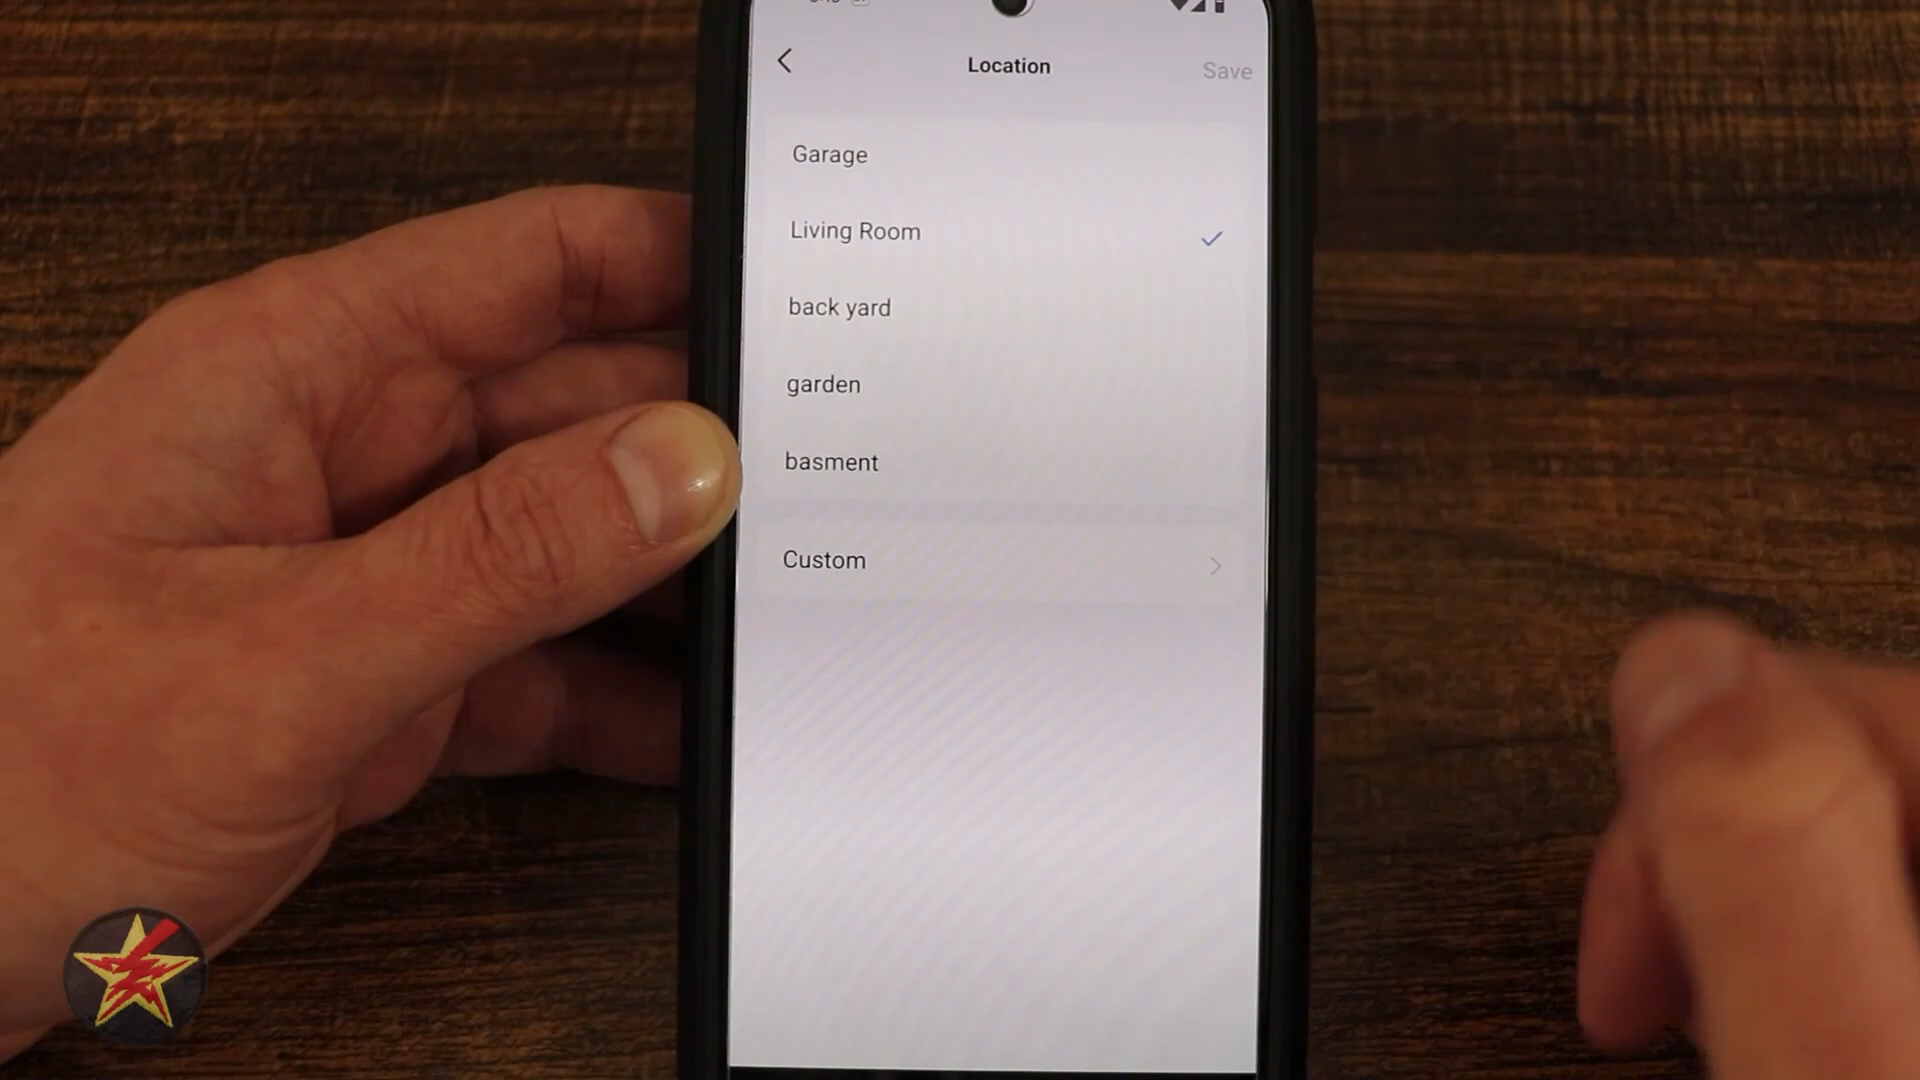 Location
Save
Garage
Living Room
back yard
garden
basment
Custom